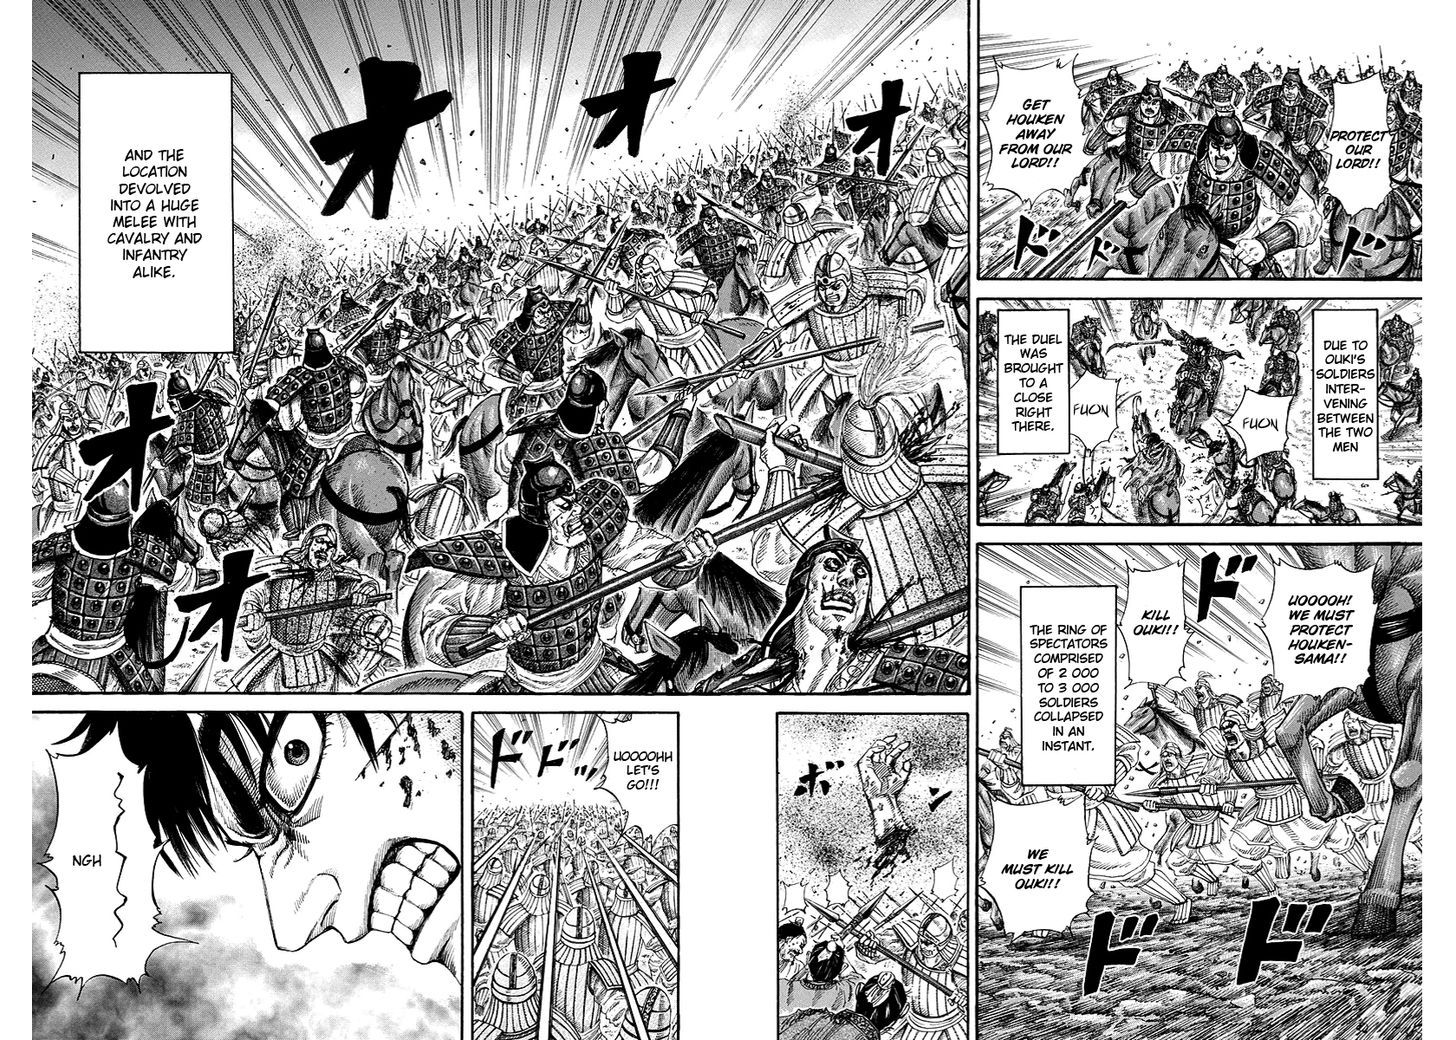 PROTECT
OUR
LORD!!
GET
HOUKEN
AWAY
FROM OUR
LORD!!
ドド
ドド
DUE TO
OUKI'S
SOLDIERS
INTER-
VENING
BETWEEN
THE TWO
MEN
FUON
FUON
THE DUEL
WAS
BROUGHT
TO A
CLOSE
RIGHT
THERE.
UOOOOH!
WE MUST
PROTECT
HOUKEN-
SAMA!!
ド
KILL
OUKI!!
THE RING OF
SPECTATORS
COMPRISED
OF 2 000
TO 3 000
SOLDIERS
COLLAPSED
IN AN
INSTANT.
WE
MUST KILL
OUKI!!
ド
ド
オ
オ
オ
オ
オ
AND THE
LOCATION
DEVOLVED
INTO A HUGE
MELEE WITH
CAVALRY AND
INFANTRY
ALIKE.
ボン
UOOOOHH
LET'S
GO!!!
ドドド
NGH